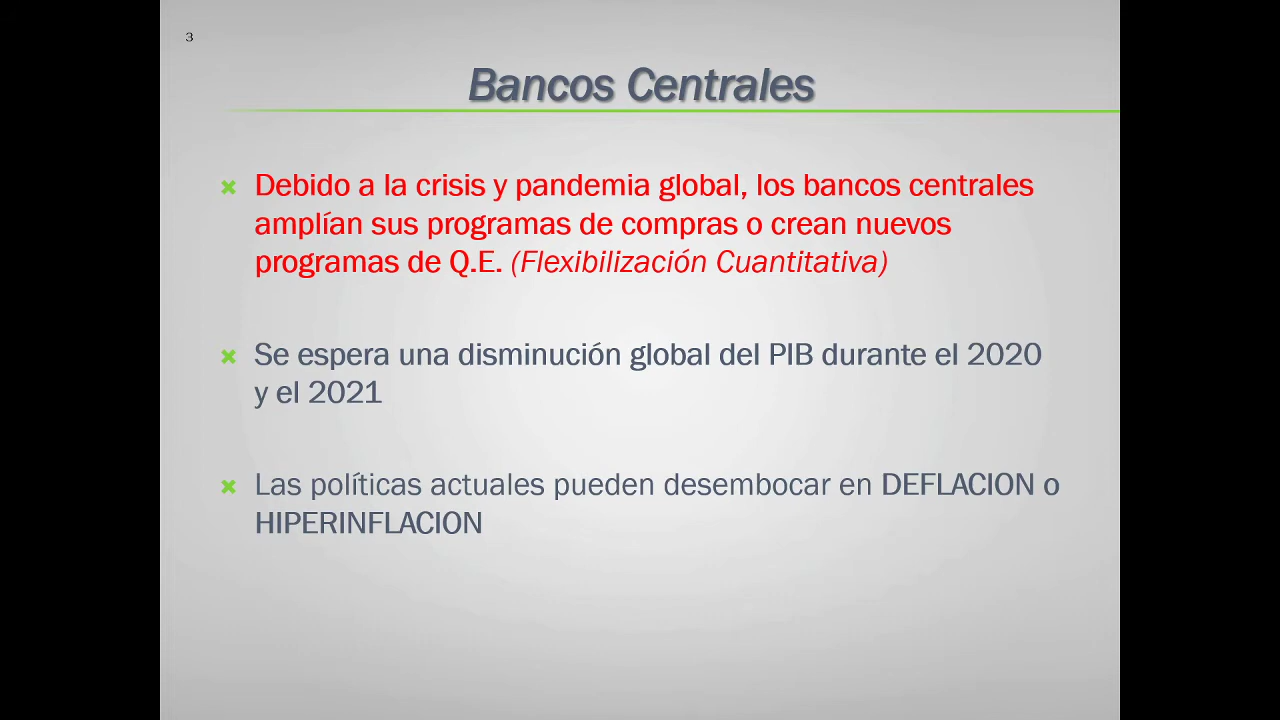 3
Bancos Centrales
Debido a la crisis y pandemia global, los bancos centrales
amplían sus programas de compras o crean nuevos
programas de Q.E. (Flexibilización Cuantitativa)
Se espera una disminución global del PIB durante el 2020
y el 2021
Las políticas actuales pueden desembocar en DEFLACION o
HIPERINFLACION